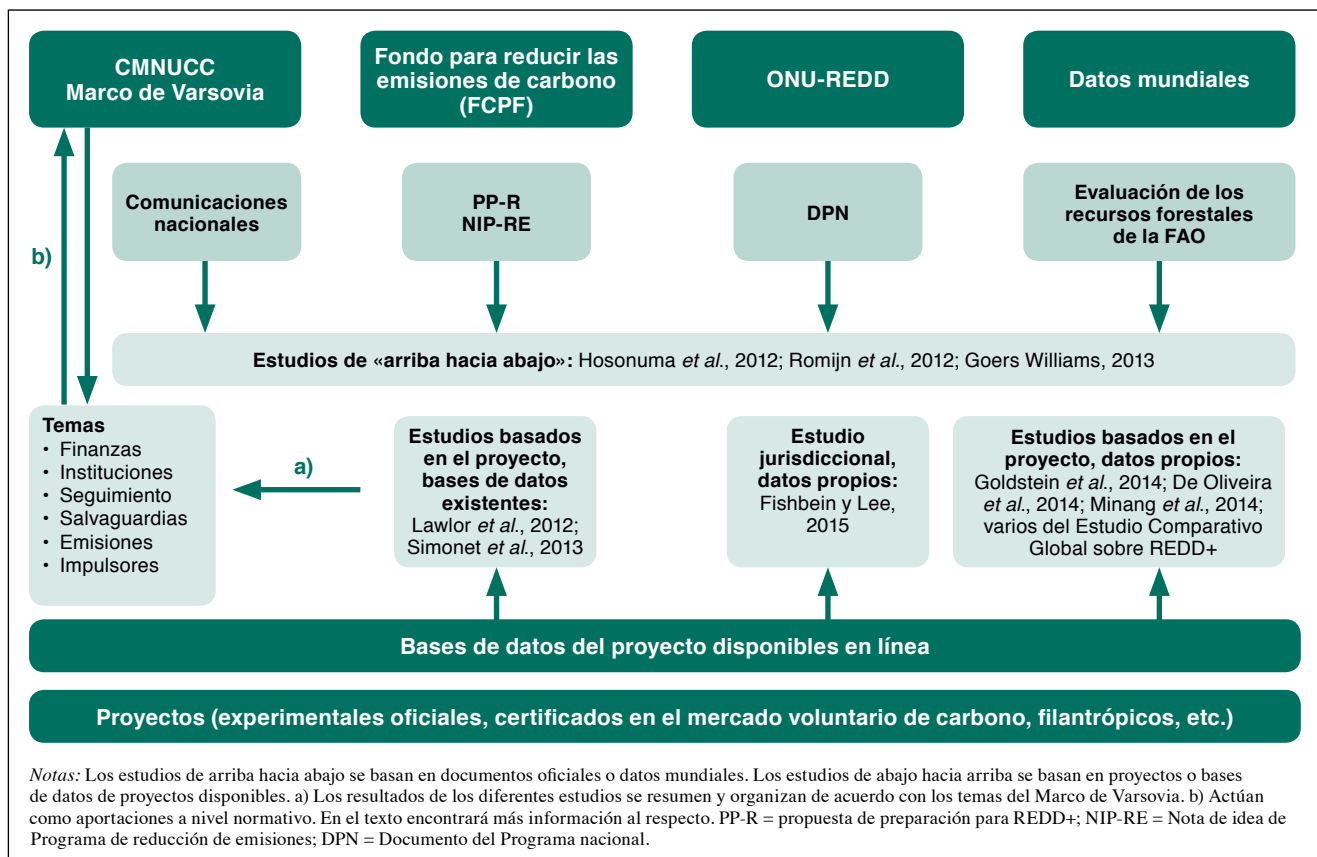 CMNUCC
Marco de Varsovia
Fondo para reducir las
emisiones de carbono
(FCPF)
ONU-REDD
Datos mundiales
Comunicaciones
nacionales
PP-R
NIP-RE
DPN
Evaluación de los
recursos forestales
de la FAO
b)
Estudios de «arriba hacia abajo»: Hosonuma et al., 2012; Romijn et al., 2012; Goers Williams, 2013
Temas
• Finanzas
• Instituciones
• Seguimiento
• Salvaguardias
• Emisiones
• Impulsores
a)
Estudios basados
en el proyecto,
bases de datos
existentes:
Lawlor et al., 2012;
Simonet et al., 2013
Estudio
jurisdiccional,
datos propios:
Fishbein y Lee,
2015
Estudios basados en el
proyecto, datos propios:
Goldstein et al., 2014; De Oliveira
et al., 2014; Minang et al., 2014;
varios del Estudio Comparativo
Global sobre REDD+
Bases de datos del proyecto disponibles en línea
Proyectos (experimentales oficiales, certificados en el mercado voluntario de carbono, filantrópicos, etc.)
Notas: Los estudios de arriba hacia abajo se basan en documentos oficiales o datos mundiales. Los estudios de abajo hacia arriba se basan en proyectos o bases
de datos de proyectos disponibles. a) Los resultados de los diferentes estudios se resumen y organizan de acuerdo con los temas del Marco de Varsovia. b) Actúan
como aportaciones a nivel normativo. En el texto encontrará más información al respecto. PP-R = propuesta de preparación para REDD+; NIP-RE = Nota de idea de
Programa de reducción de emisiones; DPN = Documento del Programa nacional.